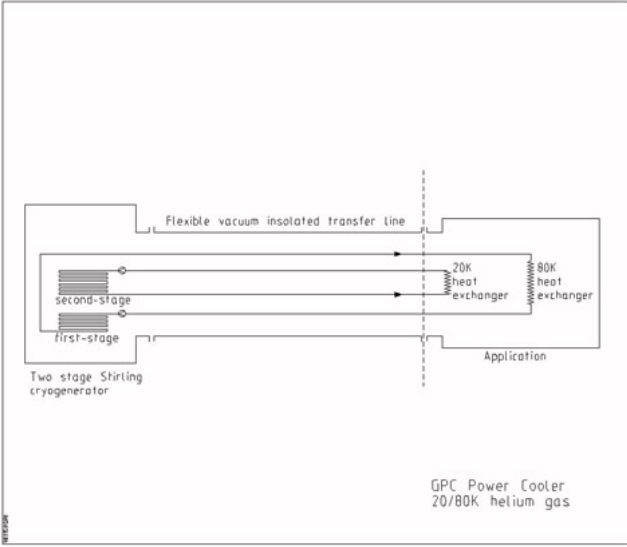 Flexible vacuum insolated transfer line
20K
heat
exchanger
80K
heat
exchanger
second-stage
first-stage
Application
Two stage Stirling
cryogenerator
GPC Power Cooler
20/80K helium gas